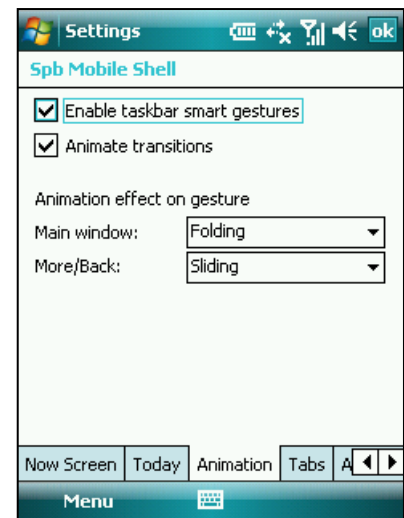 Settings ok
Spb Mobile Shell
Enable taskbar smart gestures
Animate transitions
Animation effect on gesture
Main window: Folding
More/Back: Sliding
Now Screen Today Animation Tabs A
Menu